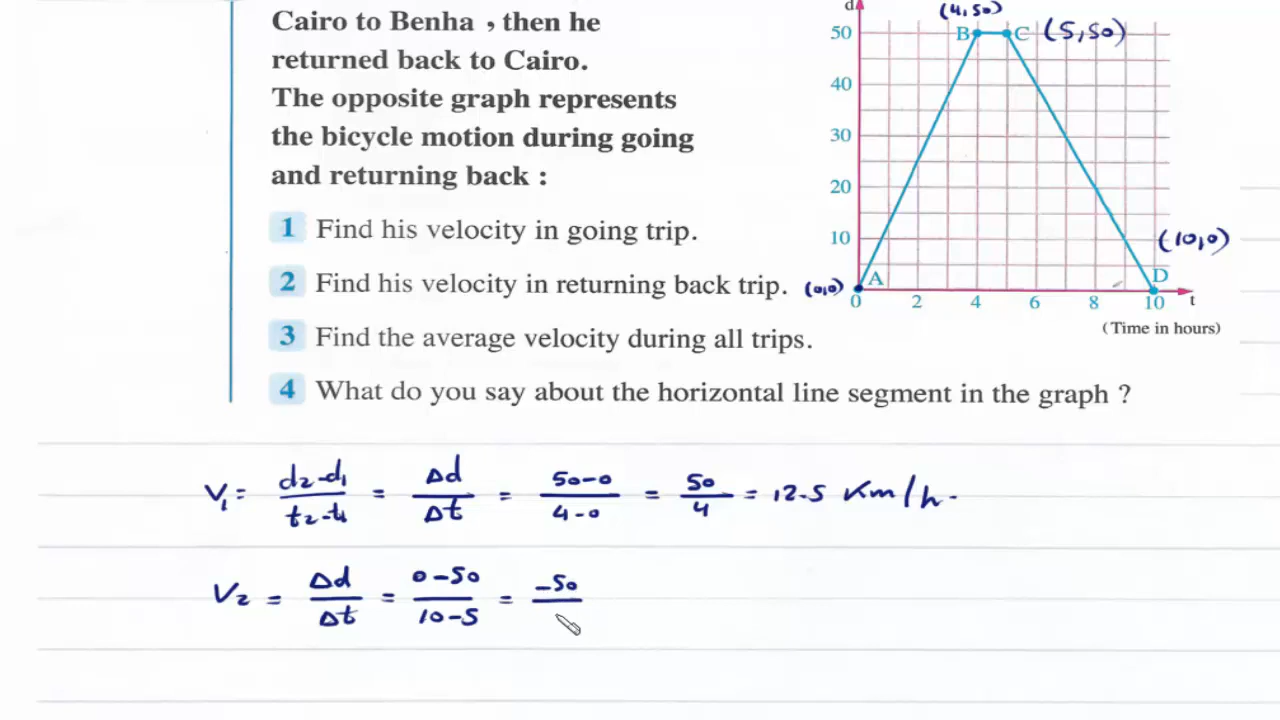 Cairo to Benha , then he
returned back to Cairo.
The opposite graph represents
the bicycle motion during going
and returning back :
1 Find his velocity in going trip.
2 Find his velocity in returning back trip.
3 Find the average velocity during all trips.
4 What do you say about the horizontal line segment in the graph ?
d
(4,50)
50 B C (5,50)
40
30
20
10 (10,0)
(0,0) A D
0 2 4 6 8 10 t
(Time in hours)
V₁ = d₂-d₁ / t₂-t₁ = Δd / Δt = 50-0 / 4-0 = 50 / 4 = 12.5 Km/h.
V₂ = Δd / Δt = 0-50 / 10-5 = -50